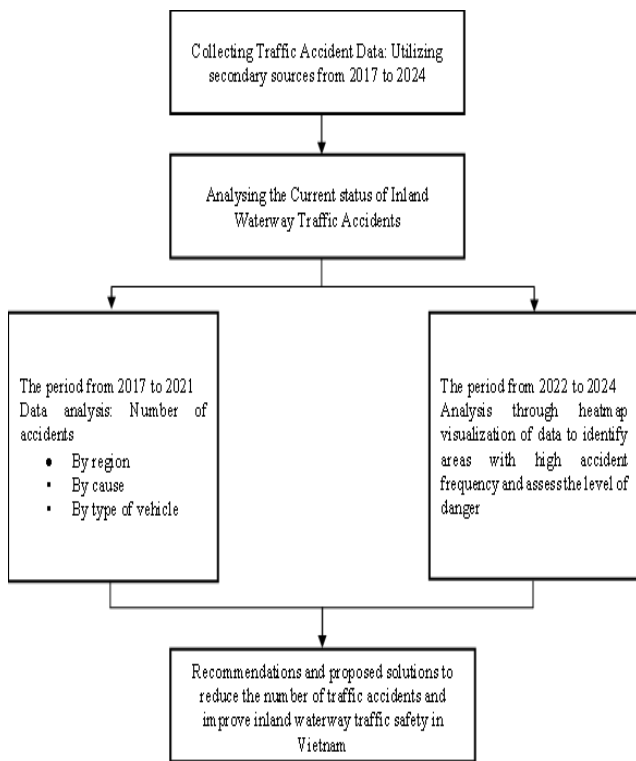 Collecting Traffic Accident Data: Utilizing
secondary sources from 2017 to 2024
Analysing the Current status of Inland
Waterway Traffic Accidents
The period from 2017 to 2021
Data analysis: Number of
accidents
• By region
▪ By cause
▪ By type of vehicle
The period from 2022 to 2024
Analysis through heatmap
visualization of data to identify
areas with high accident
frequency and assess the level of
danger
Recommendations and proposed solutions to
reduce the number of traffic accidents and
improve inland waterway traffic safety in
Vietnam